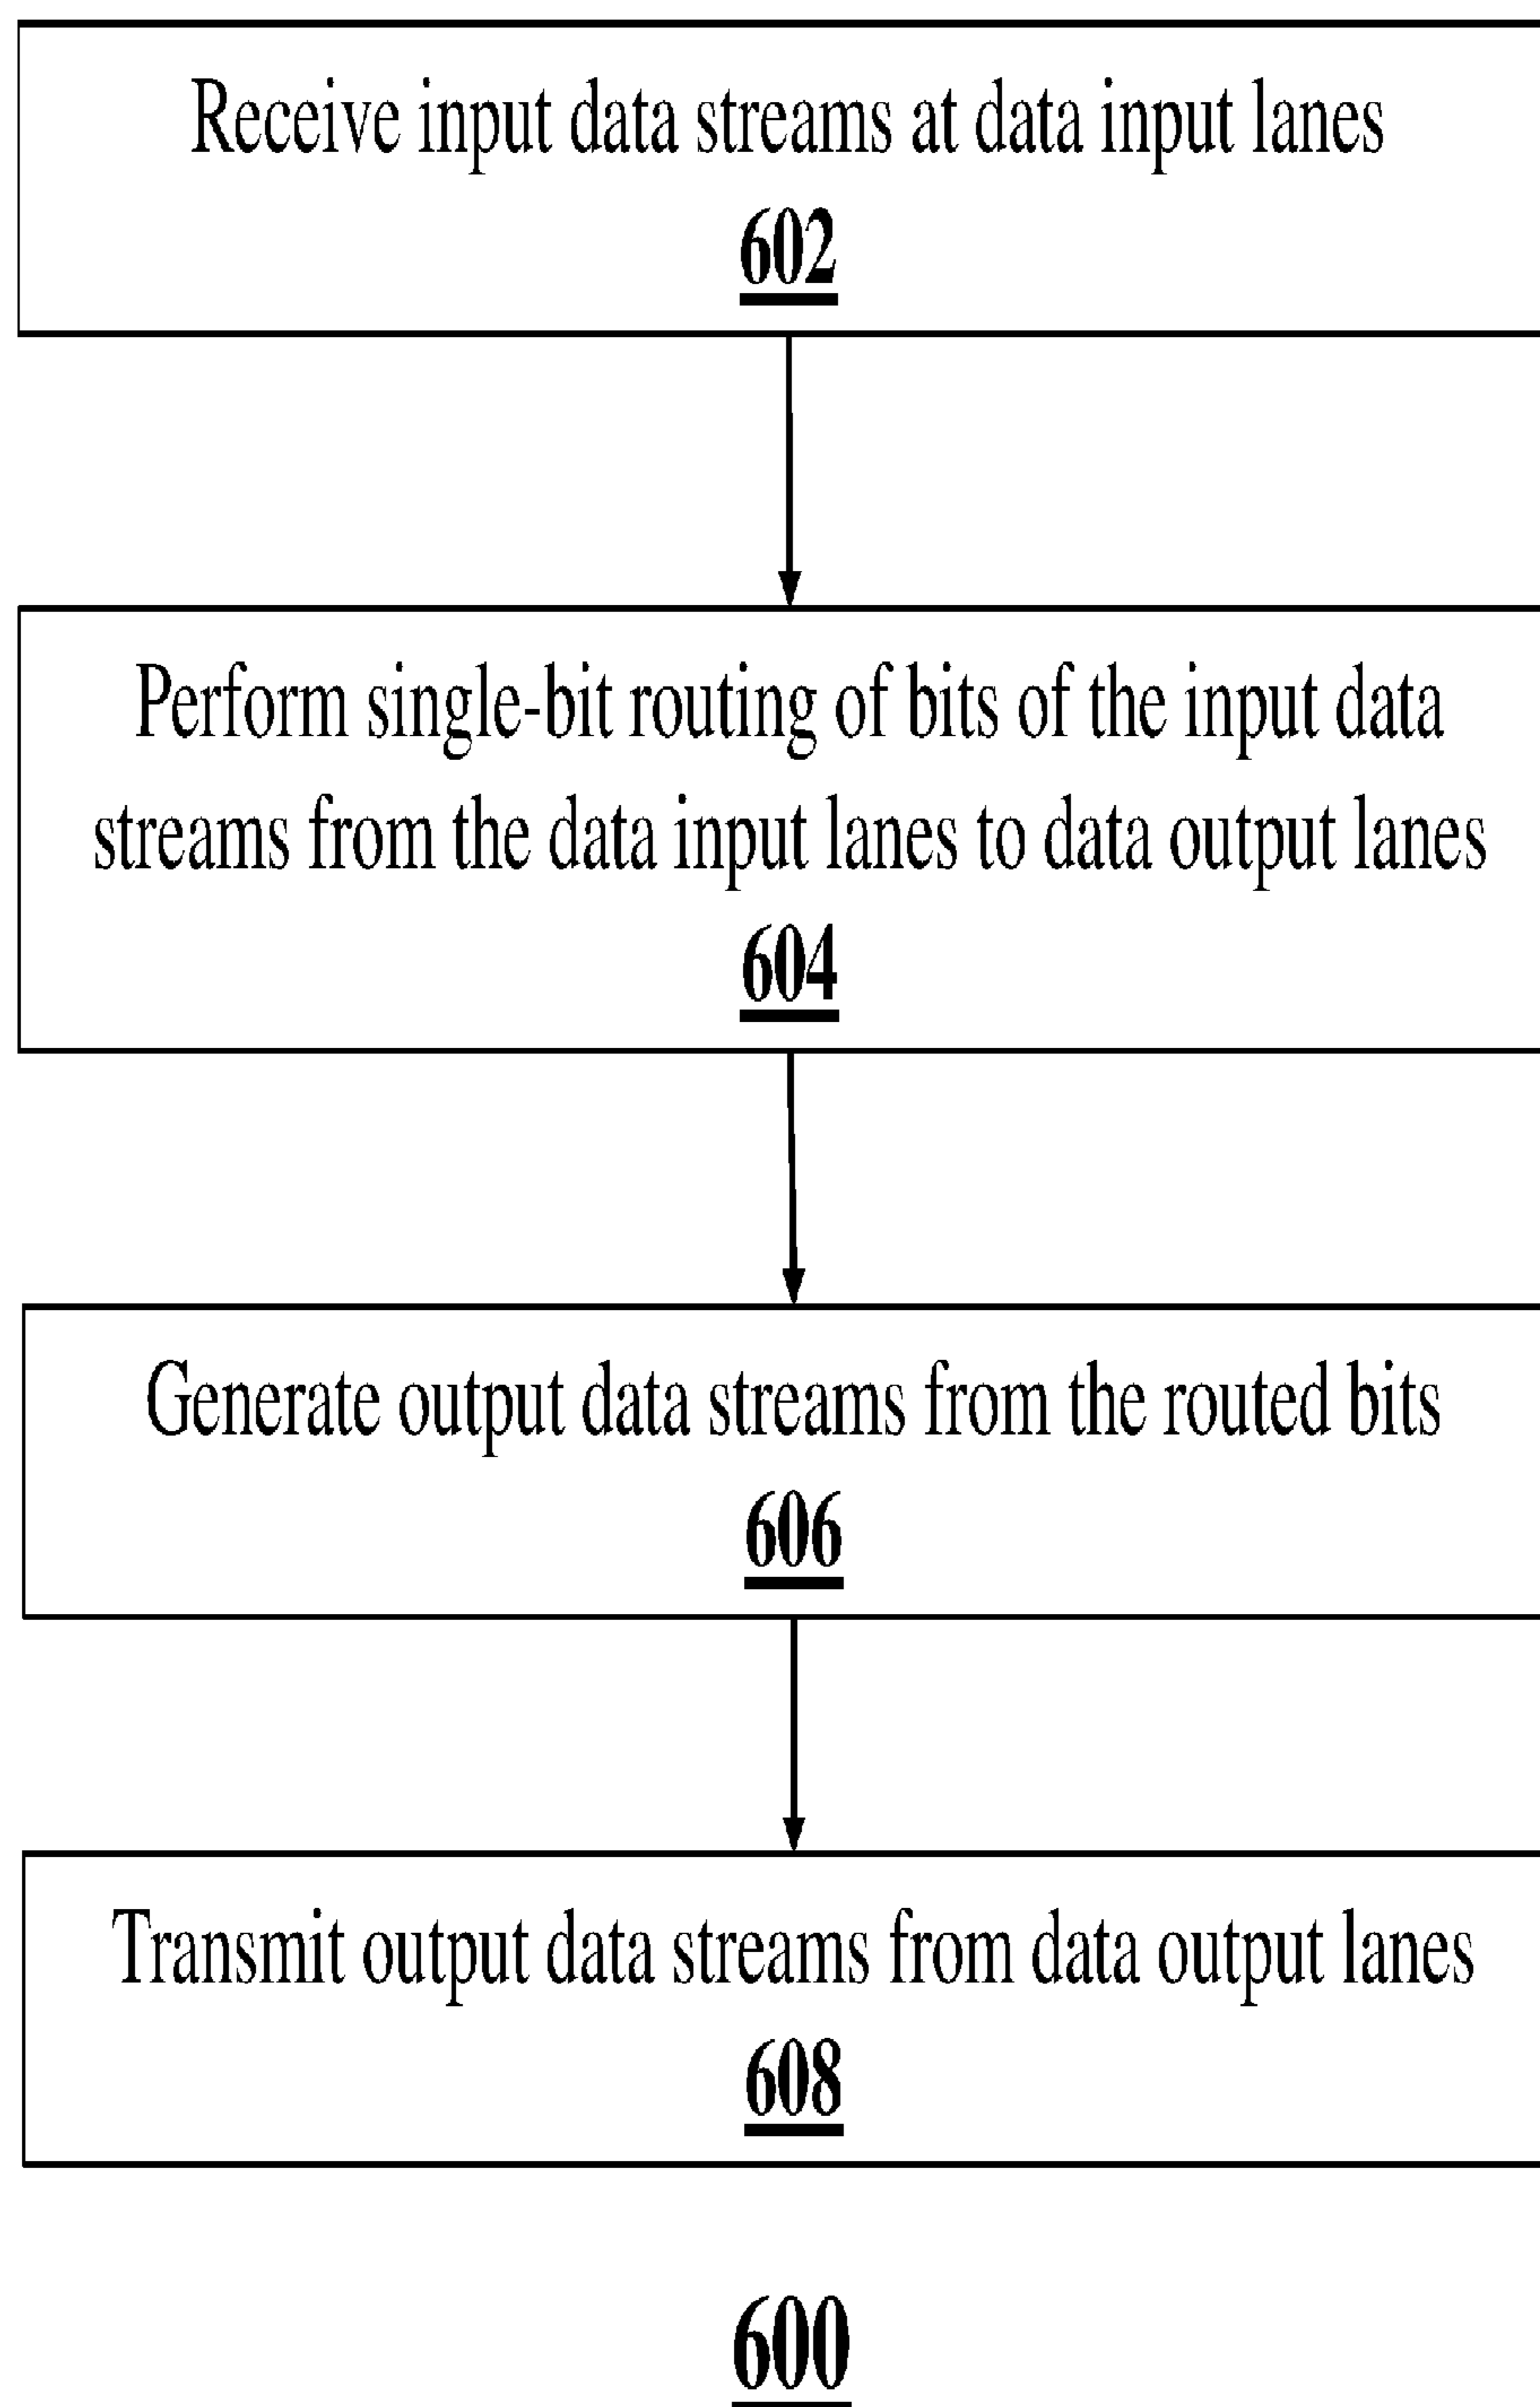 Receive input data streams at data input lanes
602
Perform single-bit routing of bits of the input data
streams from the data input lanes to data output lanes
604
Generate output data streams from the routed bits
606
Transmit output data streams from data output lanes
608
600